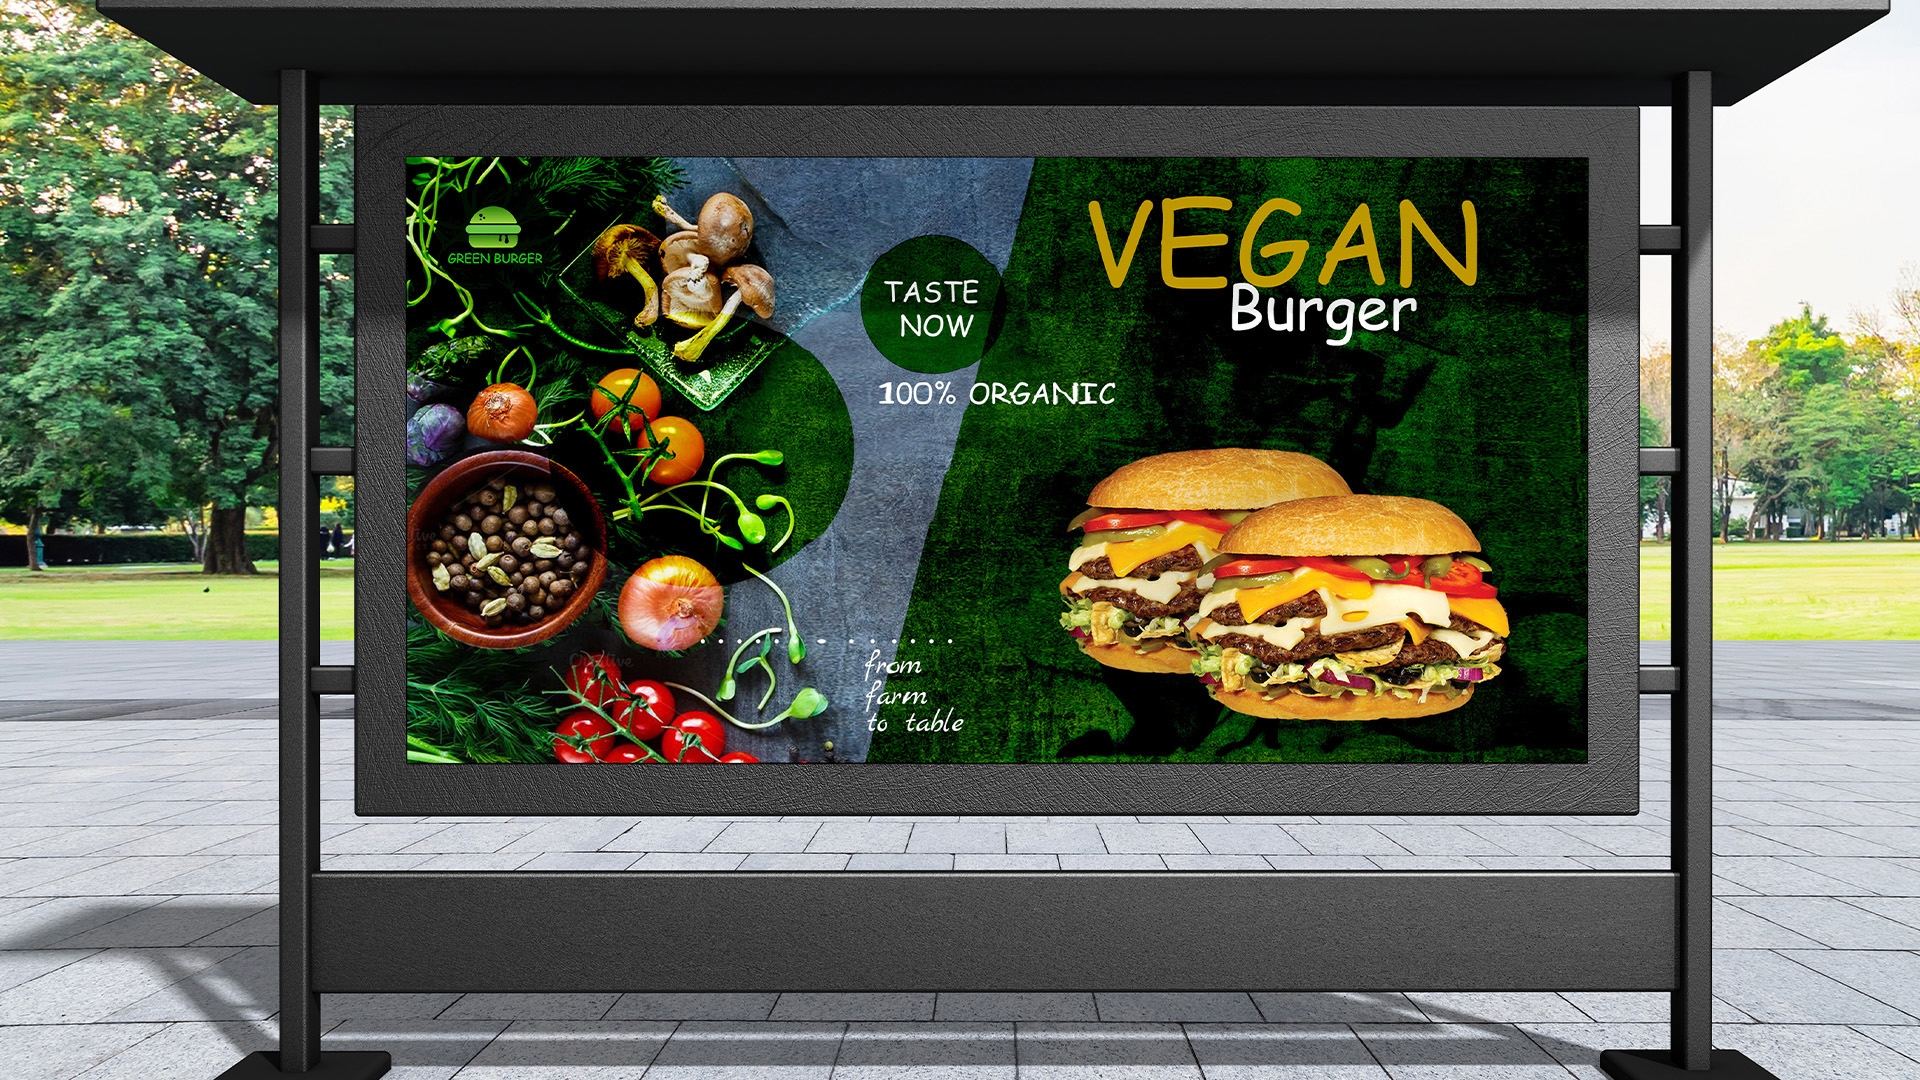 GREEN BURGER
TASTE
NOW
100% ORGANIC
VEGAN
Burger
from
farm
to table